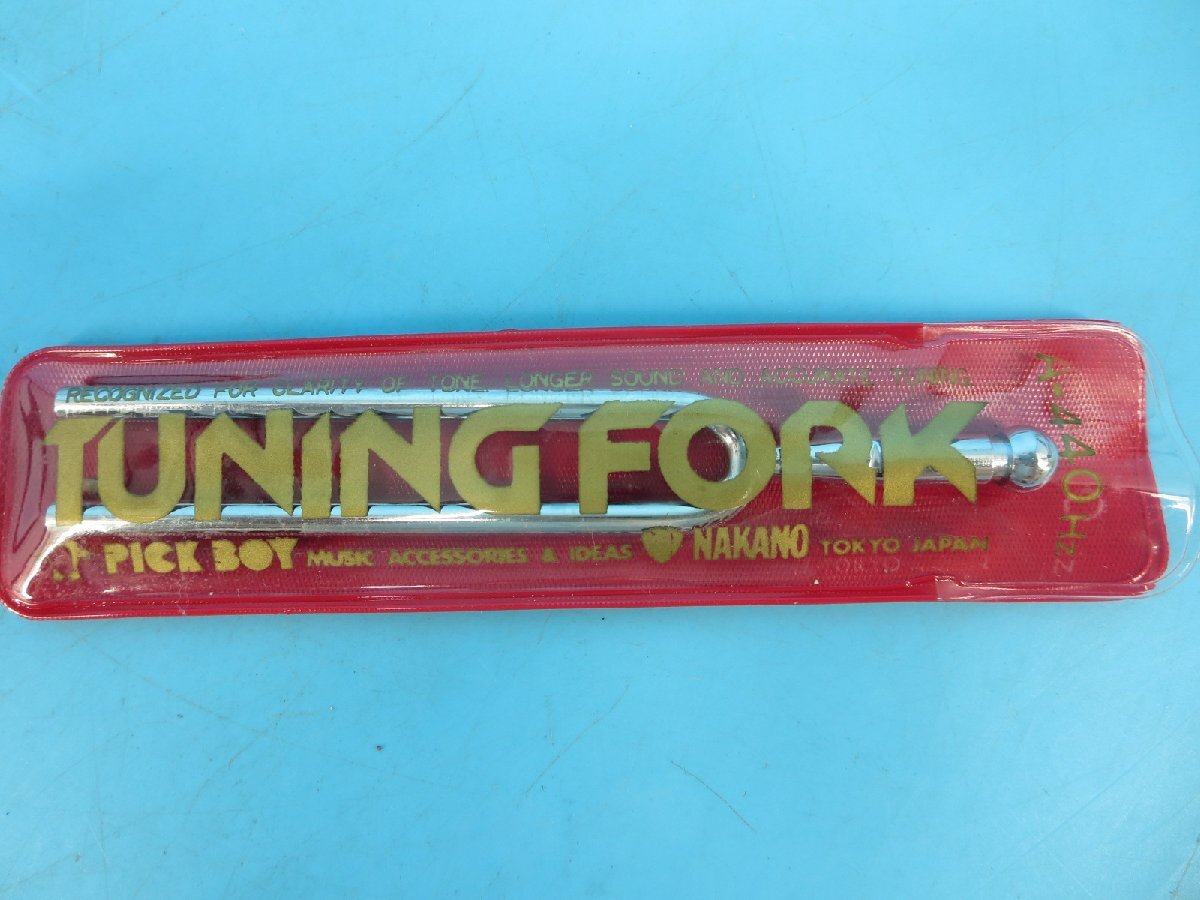 RECOGNIZED FOR CLARITY OF TONE, LONGER SOUND AND ACCURATE TUNING
TUNING FORK
PICK BOY MUSIC ACCESSORIES & IDEAS NAKANO TOKYO JAPAN
A-440Hz